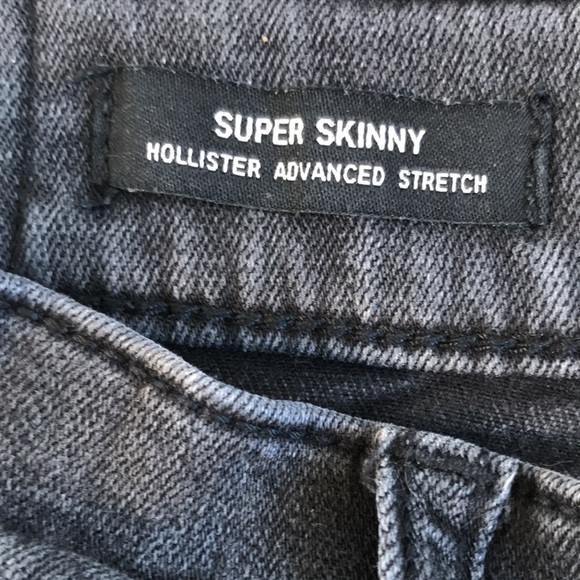 SUPER SKINNY
HOLLISTER ADVANCED STRETCH